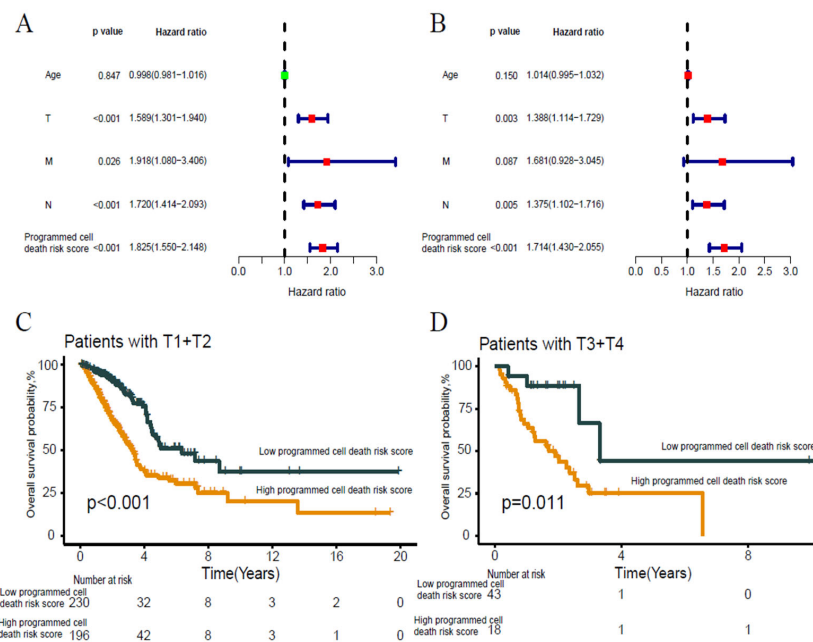 A
p value Hazard ratio
Age 0.847 0.998(0.981−1.016)
T <0.001 1.589(1.301−1.940)
M 0.026 1.918(1.080−3.406)
N <0.001 1.720(1.414−2.093)
Programmed cell
death risk score <0.001 1.825(1.550−2.148)
0.0 1.0 2.0 3.0
Hazard ratio
B
p value Hazard ratio
Age 0.150 1.014(0.995−1.032)
T 0.003 1.388(1.114−1.729)
M 0.087 1.681(0.928−3.045)
N 0.005 1.375(1.102−1.716)
Programmed cell
death risk score <0.001 1.714(1.430−2.055)
0.0 1.0 2.0 3.0
Hazard ratio
C
Patients with T1+T2
Overall survival probability,%
100
75
50
25
0
Low programmed cell death risk score
High programmed cell death risk score
p<0.001
0 4 8 12 16 20
Time(Years)
Number at risk
Low programmed cell
death risk score 230 32 8 3 2 0
High programmed cell
death risk score 196 42 8 3 1 0
D
Patients with T3+T4
Overall survival probability,%
100
75
50
25
0
Low programmed cell death risk score
High programmed cell death risk score
p=0.011
0 4 8
Time(Years)
Number at risk
Low programmed cell
death risk score 43 1 0
High programmed cell
death risk score 18 1 1